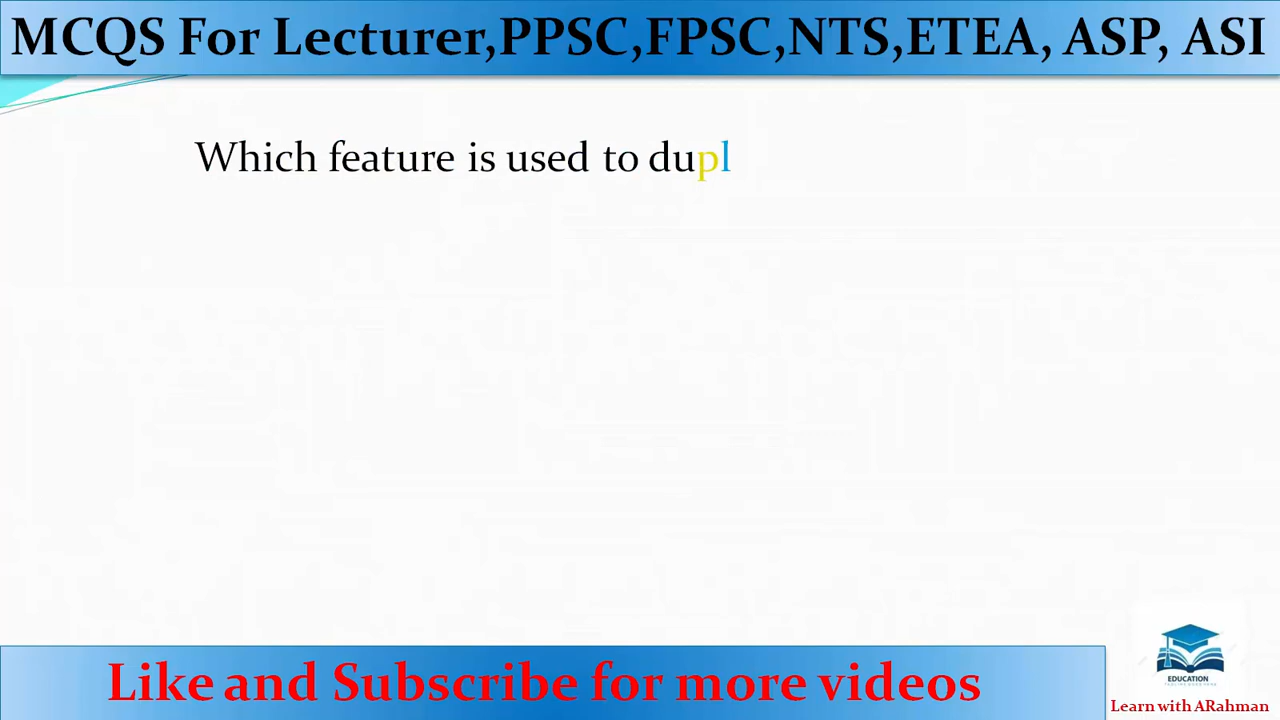 MCQS For Lecturer,PPSC,FPSC,NTS,ETEA, ASP, ASI
Which feature is used to dupl
Like and Subscribe for more videos
EDUCATION
Learn with ARahman